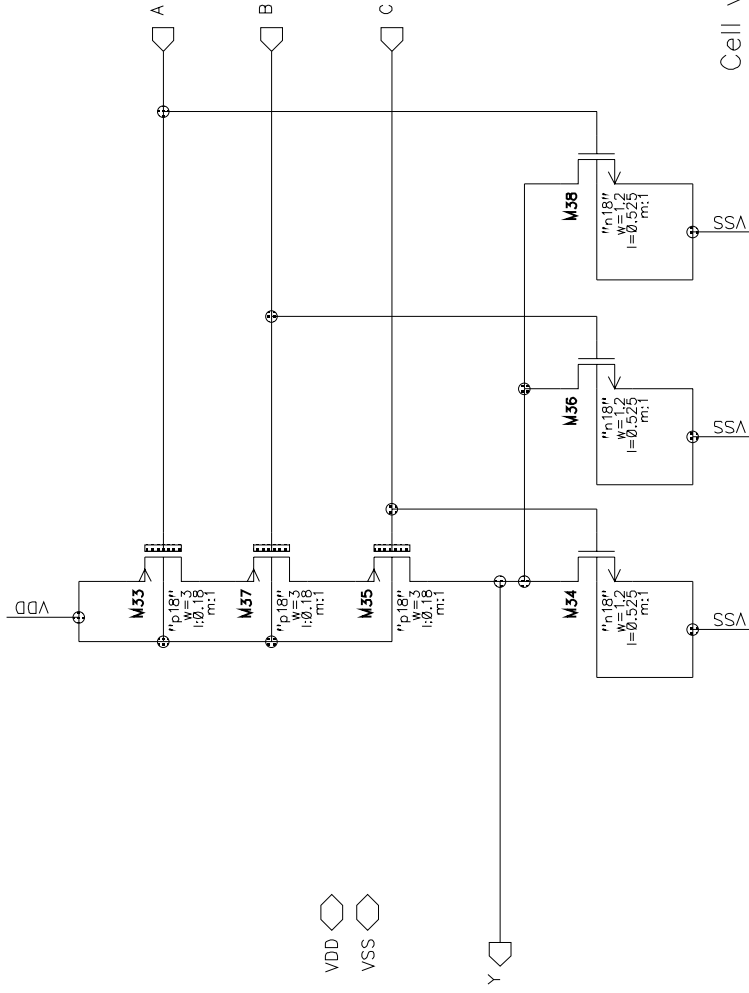 VDD
A
B
C
M33
"p18"
w=3
l:0.18
m:1
M37
"p18"
w=3
l:0.18
m:1
M35
"p18"
w=3
l:0.18
m:1
VDD
VSS
Y
M34
"n18"
w=1.2
l=0.525
m:1
VSS
M36
"n18"
w=1.2
l=0.525
m:1
VSS
M38
"n18"
w=1.2
l=0.525
m:1
VSS
Cell